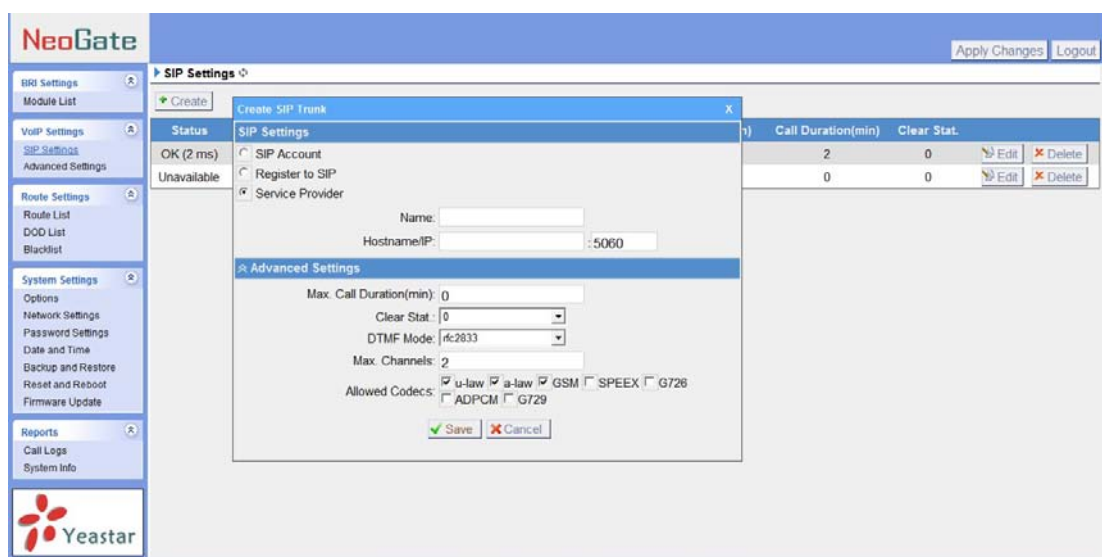 NeoGate
Apply Changes Logout
BRI Settings
Module List
VoIP Settings
SIP Settings
Advanced Settings
Route Settings
Route List
DOD List
Blacklist
System Settings
Options
Network Settings
Password Settings
Date and Time
Backup and Restore
Reset and Reboot
Firmware Update
Reports
Call Logs
System Info
Yeastar
SIP Settings
Create
Status n) Call Duration(min) Clear Stat.
OK (2 ms) 2 0 Edit Delete
Unavailable 0 0 Edit Delete
Create SIP Trunk X
SIP Settings
SIP Account
Register to SIP
Service Provider
Name:
Hostname/IP: :5060
Advanced Settings
Max. Call Duration(min): 0
Clear Stat.: 0
DTMF Mode: rfc2833
Max. Channels: 2
Allowed Codecs: u-law a-law GSM SPEEX G726
ADPCM G729
Save Cancel